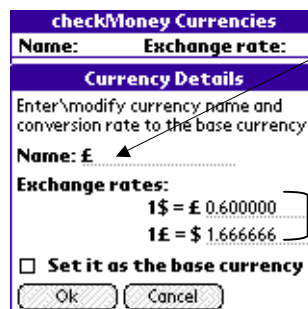 checkMoney Currencies
Name: Exchange rate:
Currency Details
Enter\modify currency name and
conversion rate to the base currency
Name: £
Exchange rates:
1$ = £ 0.600000
1£ = $ 1.666666
Set it as the base currency
Ok Cancel